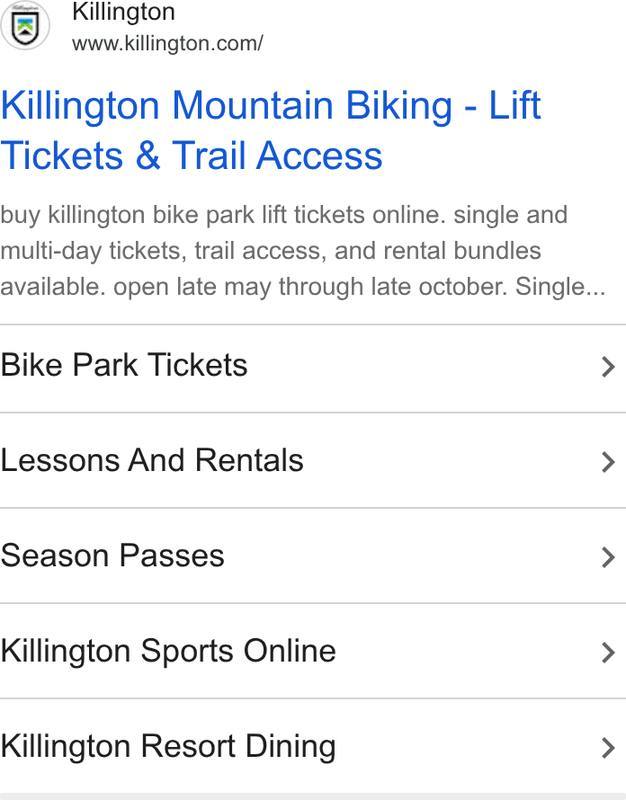 Killington
www.killington.com/
Killington Mountain Biking - Lift
Tickets & Trail Access
buy killington bike park lift tickets online. single and
multi-day tickets, trail access, and rental bundles
available. open late may through late october. Single...
Bike Park Tickets
Lessons And Rentals
Season Passes
Killington Sports Online
Killington Resort Dining